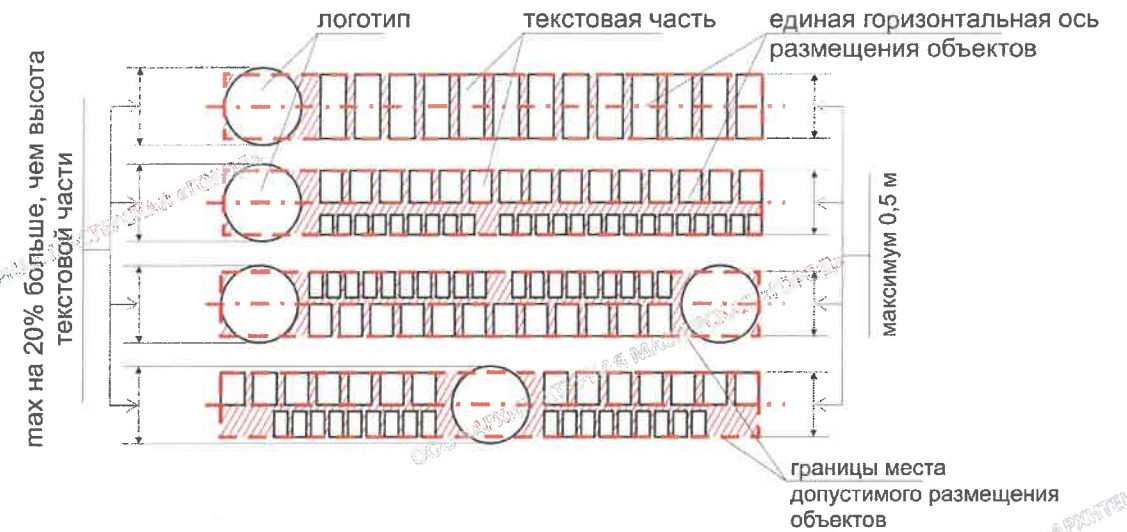 логотип
текстовая часть
единая горизонтальная ось
размещения объектов
max на 20% больше, чем высота
текстовой части
максимум 0,5 м
границы места
допустимого размещения
объектов